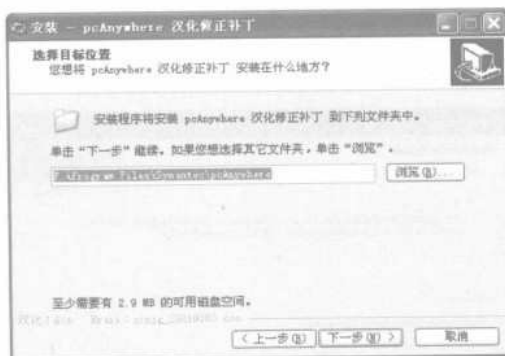 安装 - pcAnywhere 汉化修正补丁
选择目标位置
您想将 pcAnywhere 汉化修正补丁 安装在什么地方?
安装程序将安装 pcAnywhere 汉化修正补丁 到下列文件夹中。
单击“下一步”继续。如果您想选择其它文件夹,单击“浏览”。
\Program Files\Symantec\pcAnywhere
浏览(R)...
至少需要有 2.9 MB 的可用磁盘空间。
< 上一步(B)
下一步(N) >
取消